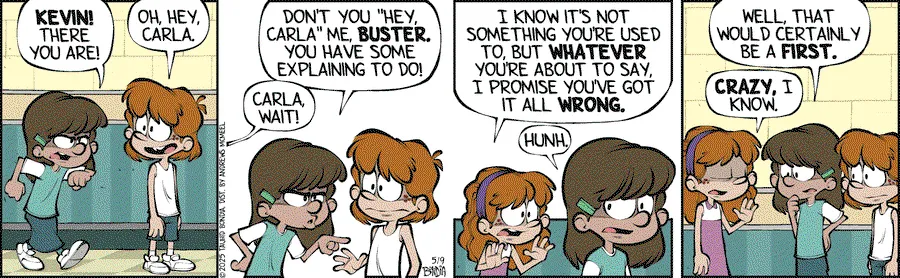 KEVIN!
THERE
YOU ARE!
OH, HEY,
CARLA.
DON'T YOU "HEY,
CARLA" ME, BUSTER.
YOU HAVE SOME
EXPLAINING TO DO!
CARLA,
WAIT!
I KNOW IT'S NOT
SOMETHING YOU'RE USED
TO, BUT WHATEVER
YOU'RE ABOUT TO SAY,
I PROMISE YOU'VE GOT
IT ALL WRONG.
HUNH.
WELL, THAT
WOULD CERTAINLY
BE A FIRST.
CRAZY, I
KNOW.
5/9